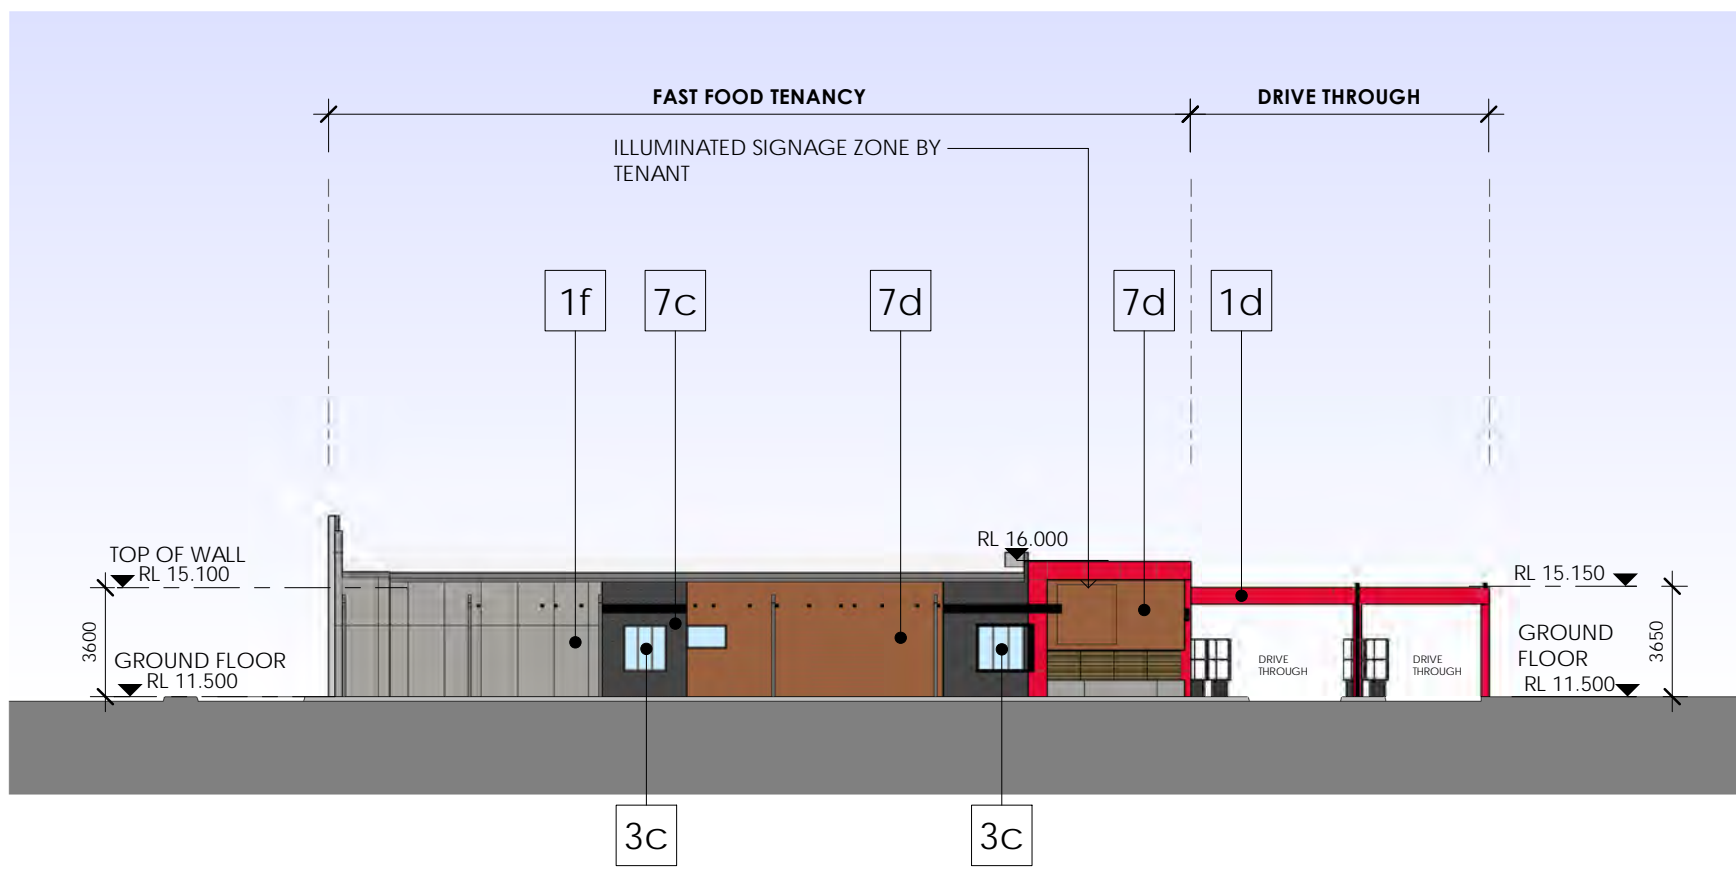 FAST FOOD TENANCY
DRIVE THROUGH
ILLUMINATED SIGNAGE ZONE BY
TENANT
1f
7c
7d
7d
1d
RL 16.000
TOP OF WALL
RL 15.100
RL 15.150
3600
GROUND FLOOR
RL 11.500
DRIVE
THROUGH
DRIVE
THROUGH
GROUND
FLOOR
RL 11.500
3650
3c
3c